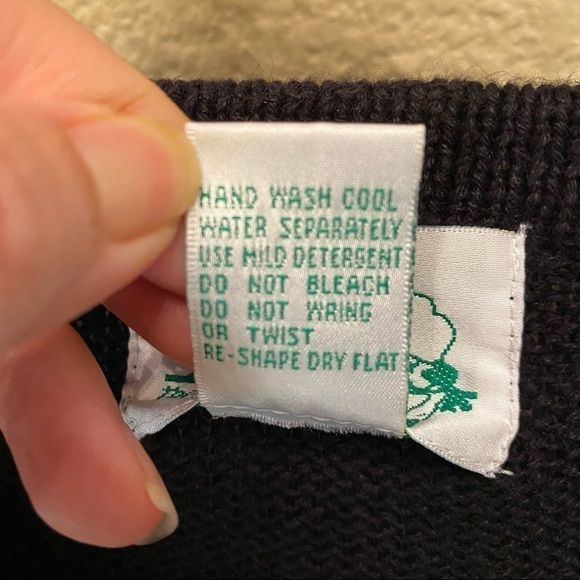 HAND WASH COOL
WATER SEPARATELY
USE MILD DETERGENT
DO NOT BLEACH
DO NOT WRING
OR TWIST
RE-SHAPE DRY FLAT